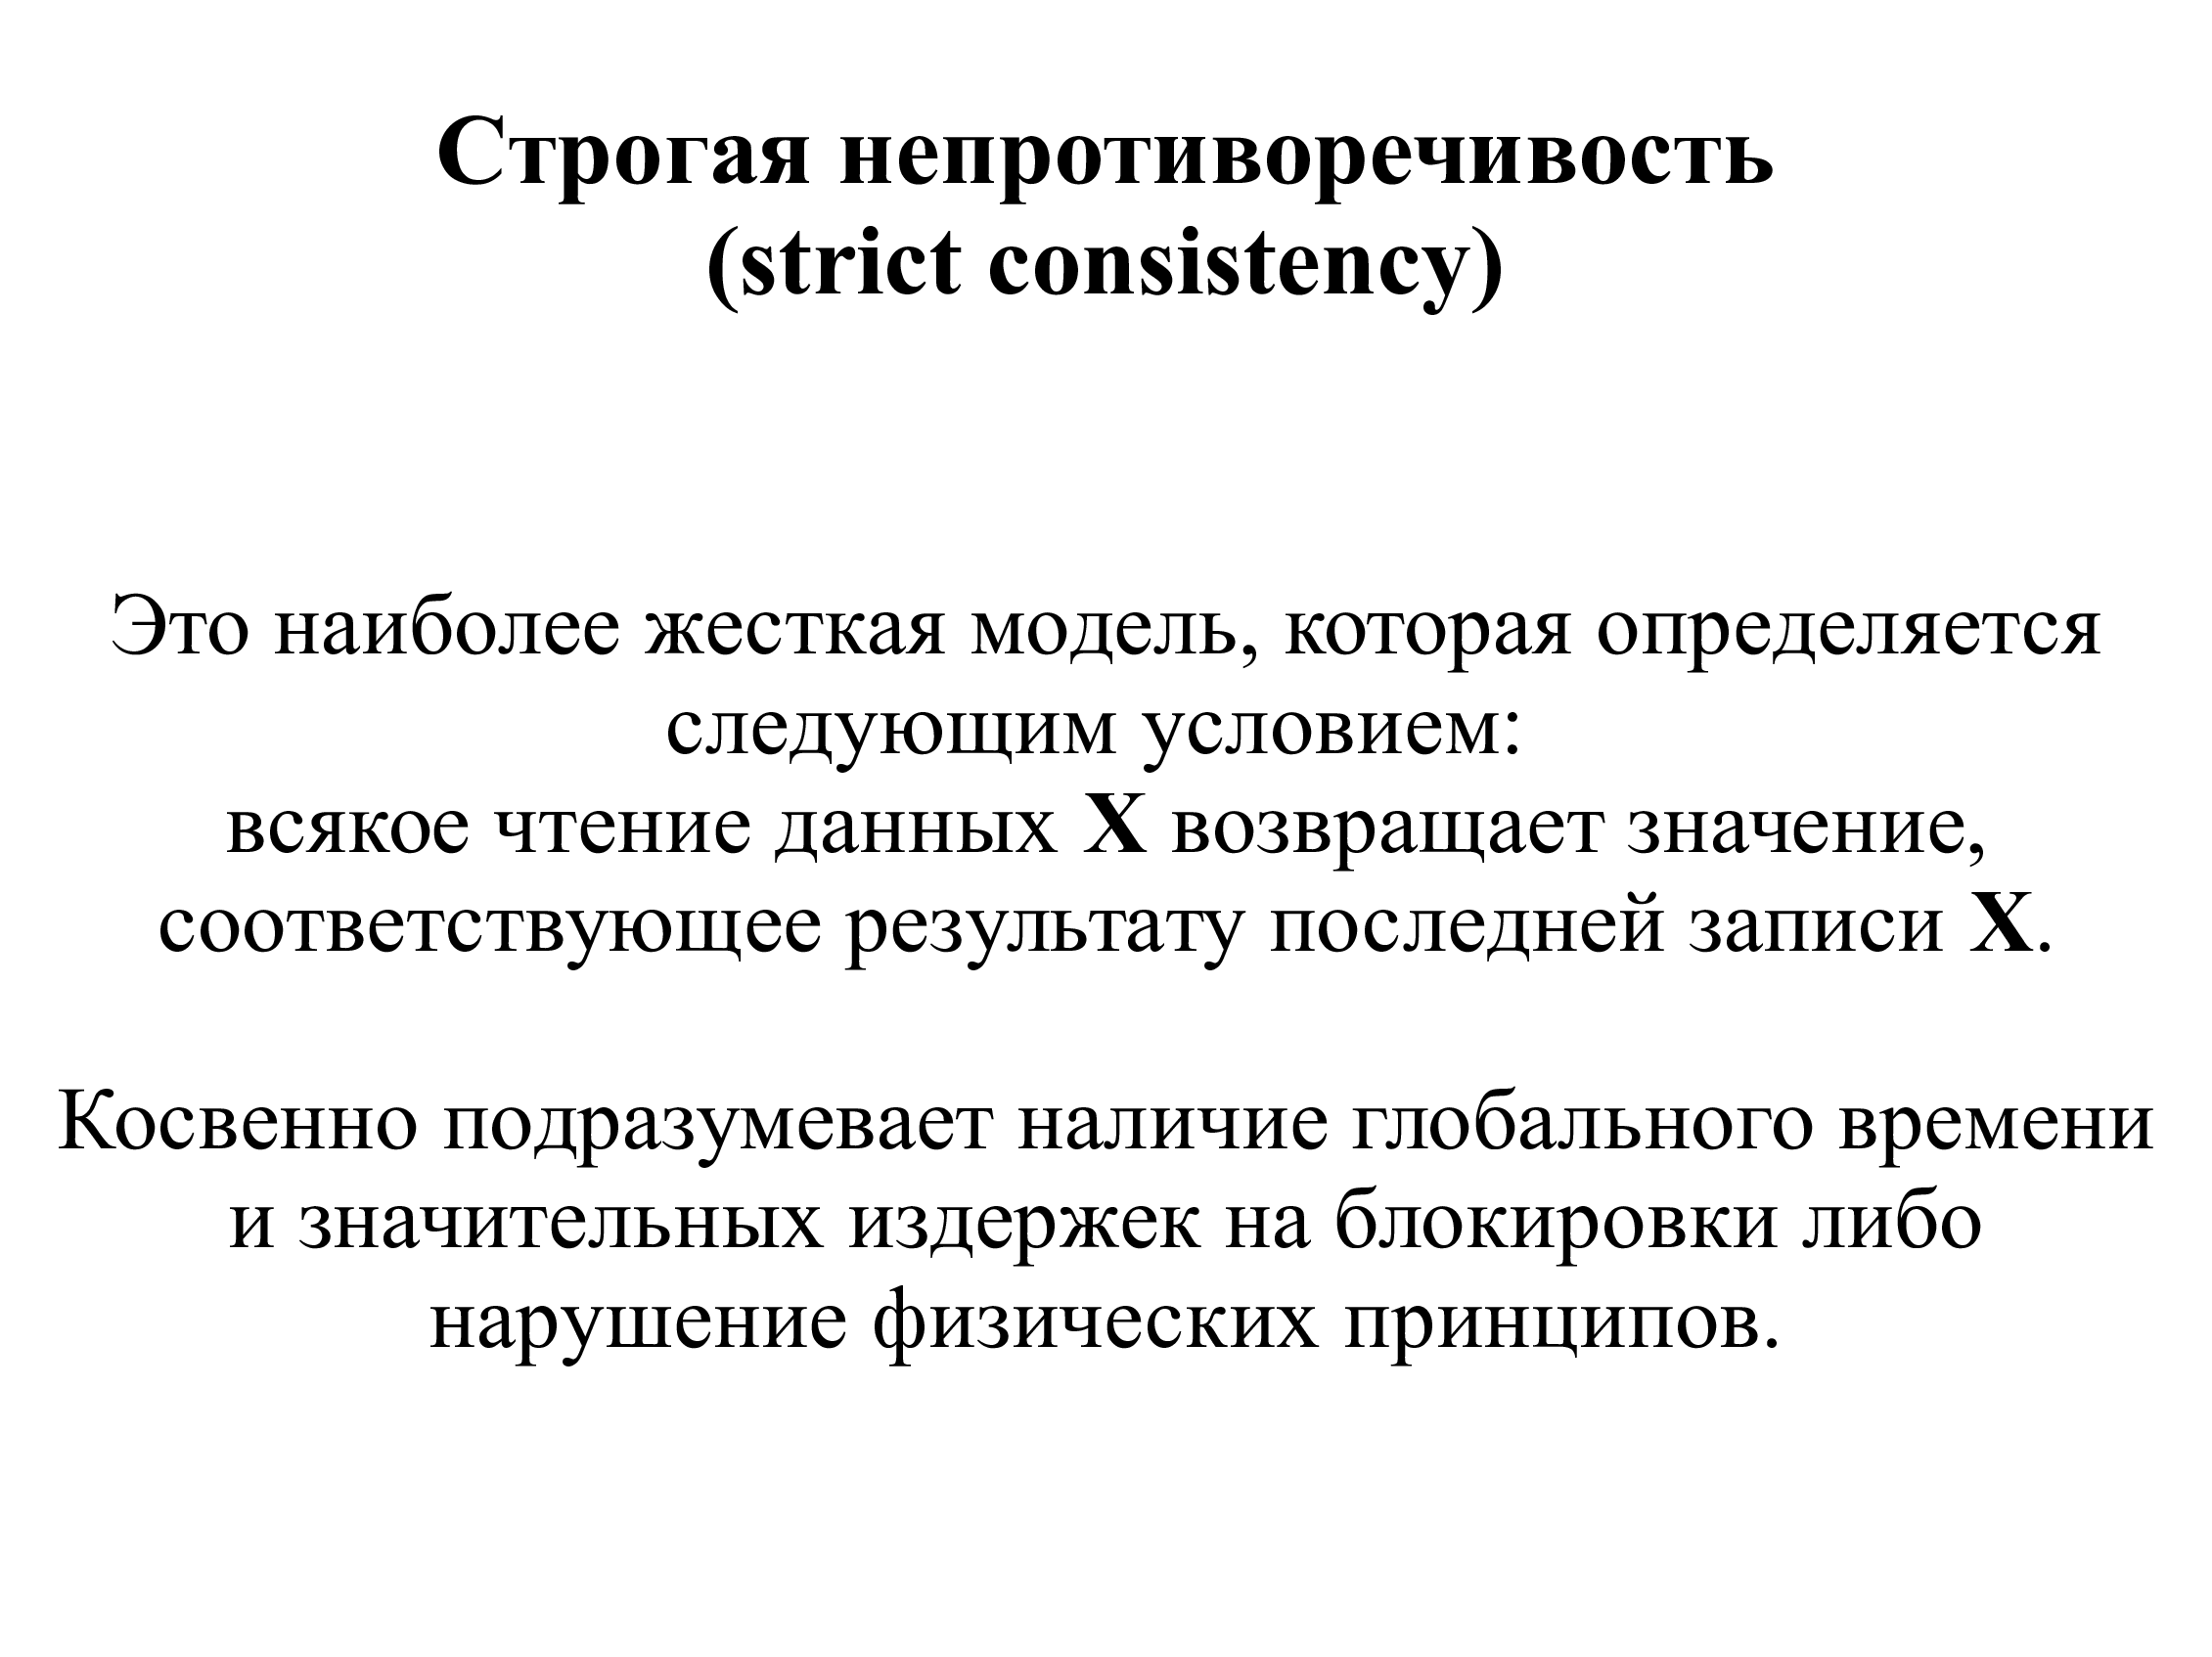 Строгая непротиворечивость
(strict consistency)
Это наиболее жесткая модель, которая определяется
следующим условием:
всякое чтение данных X возвращает значение,
соответствующее результату последней записи X.
Косвенно подразумевает наличие глобального времени
и значительных издержек на блокировки либо
нарушение физических принципов.